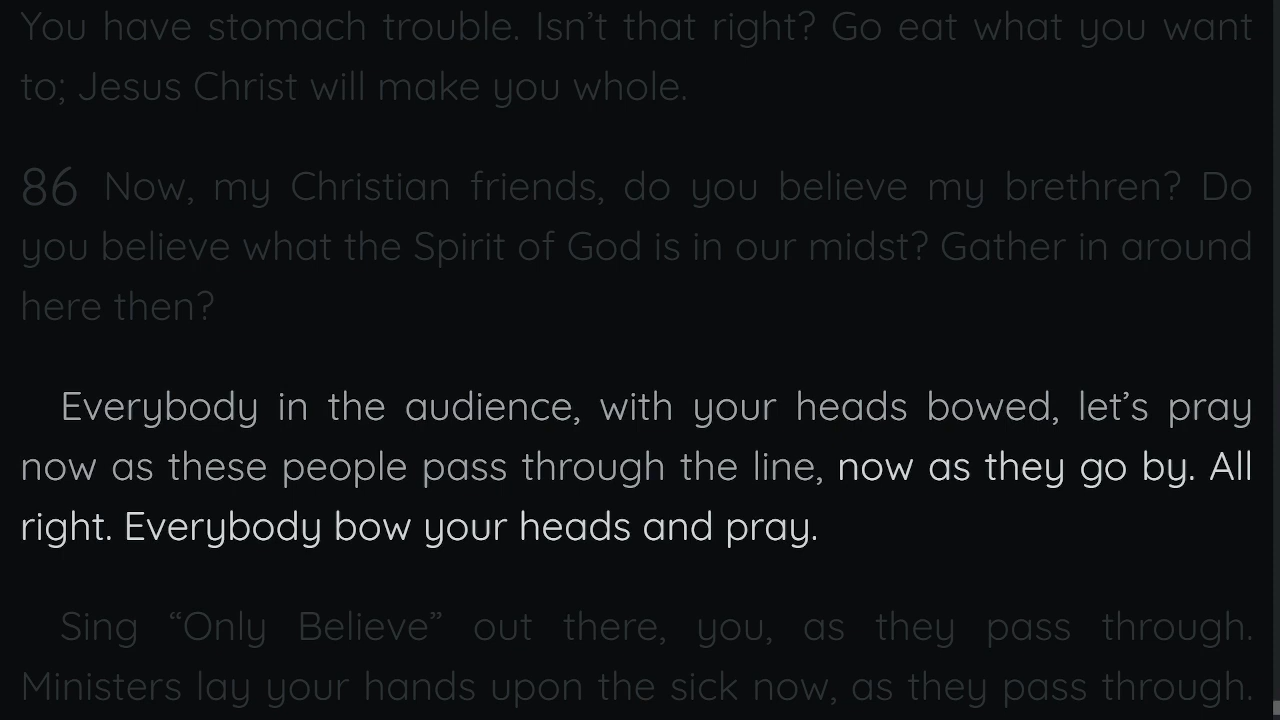 You have stomach trouble. Isn’t that right? Go eat what you want
to; Jesus Christ will make you whole.
86 Now, my Christian friends, do you believe my brethren? Do
you believe what the Spirit of God is in our midst? Gather in around
here then?
Everybody in the audience, with your heads bowed, let’s pray
now as these people pass through the line, now as they go by. All
right. Everybody bow your heads and pray.
Sing “Only Believe” out there, you, as they pass through.
Ministers lay your hands upon the sick now, as they pass through.